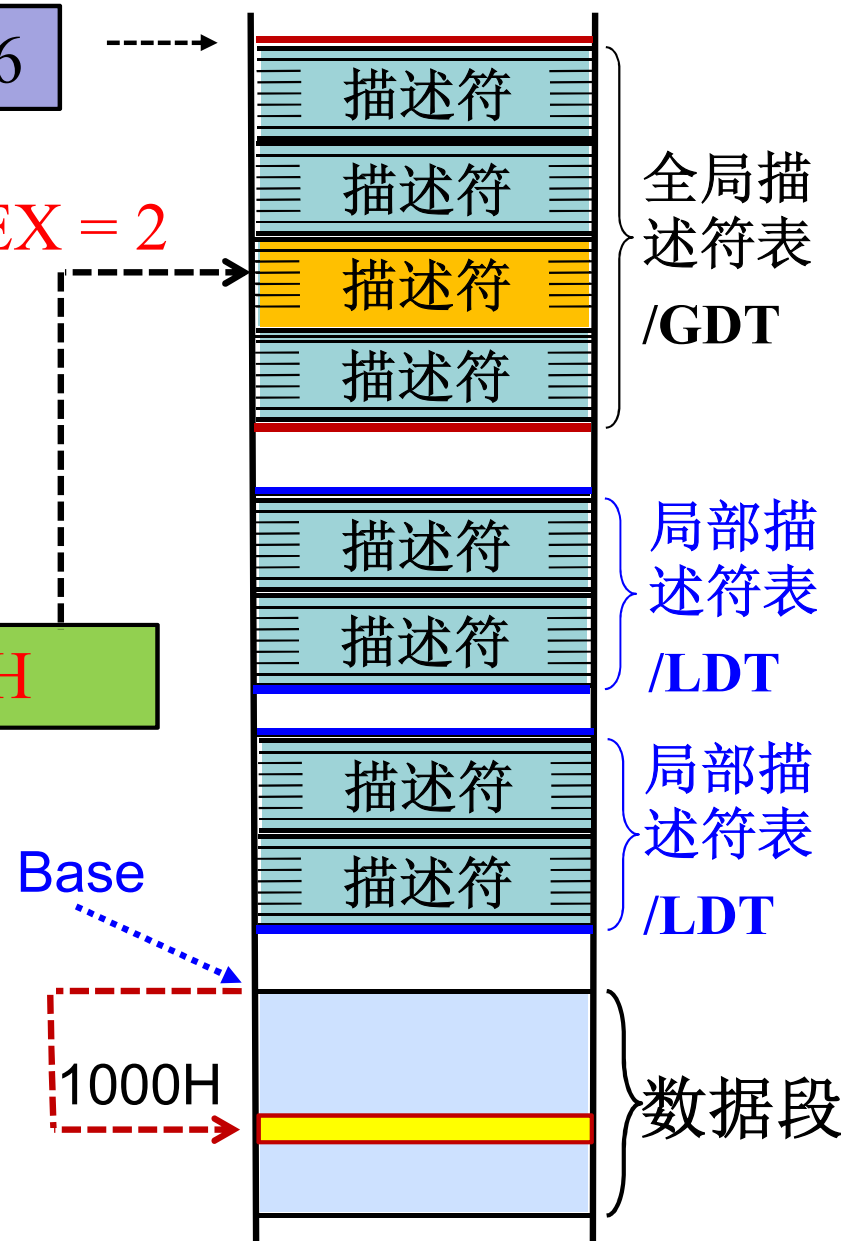 6
描述符
描述符
EX = 2
描述符
描述符
全局描
述符表
/GDT
描述符
描述符
局部描
述符表
/LDT
H
描述符
描述符
局部描
述符表
/LDT
Base
1000H
数据段